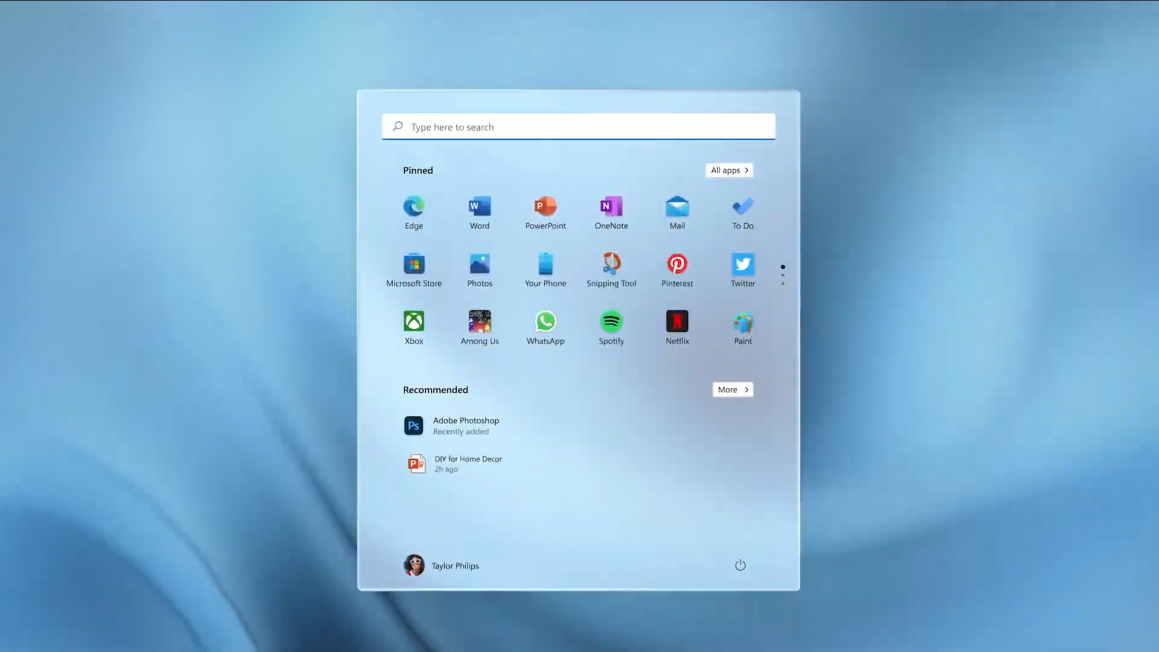 Type here to search
Pinned
All apps
Edge
Word
PowerPoint
OneNote
Mail
To Do
Microsoft Store
Photos
Your Phone
Snipping Tool
Pinterest
Twitter
Xbox
Among Us
WhatsApp
Spotify
Netflix
Paint
Recommended
More
Ps
Adobe Photoshop
Recently added
DIY for Home Decor
2h ago
Taylor Philips